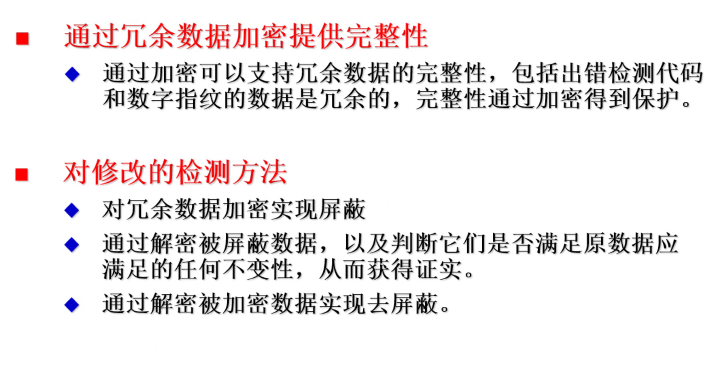 通过冗余数据加密提供完整性
通过加密可以支持冗余数据的完整性，包括出错检测代码
和数字指纹的数据是冗余的，完整性通过加密得到保护。
对修改的检测方法
对冗余数据加密实现屏蔽
通过解密被屏蔽数据，以及判断它们是否满足原数据应
满足的任何不变性，从而获得证实。
通过解密被加密数据实现去屏蔽。